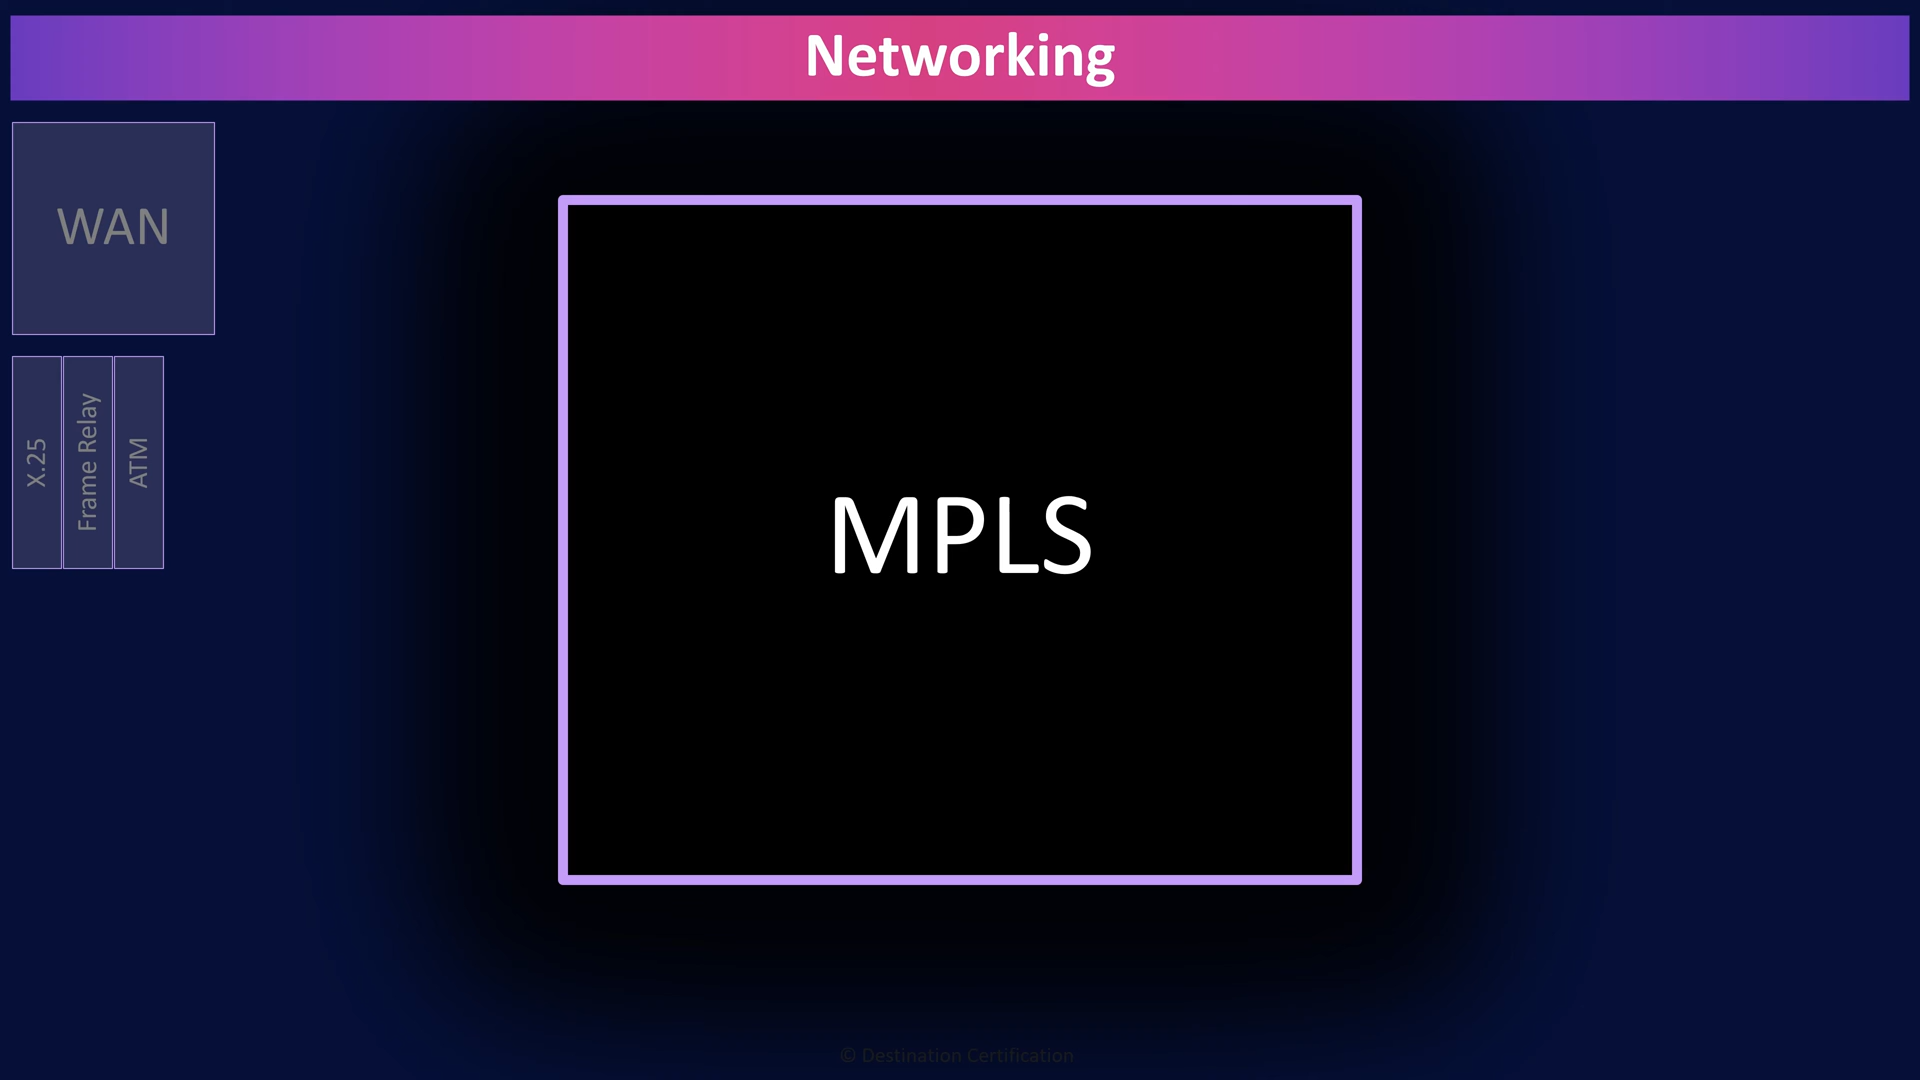 Networking
WAN
X.25
Frame Relay
ATM
MPLS
© Destination Certification